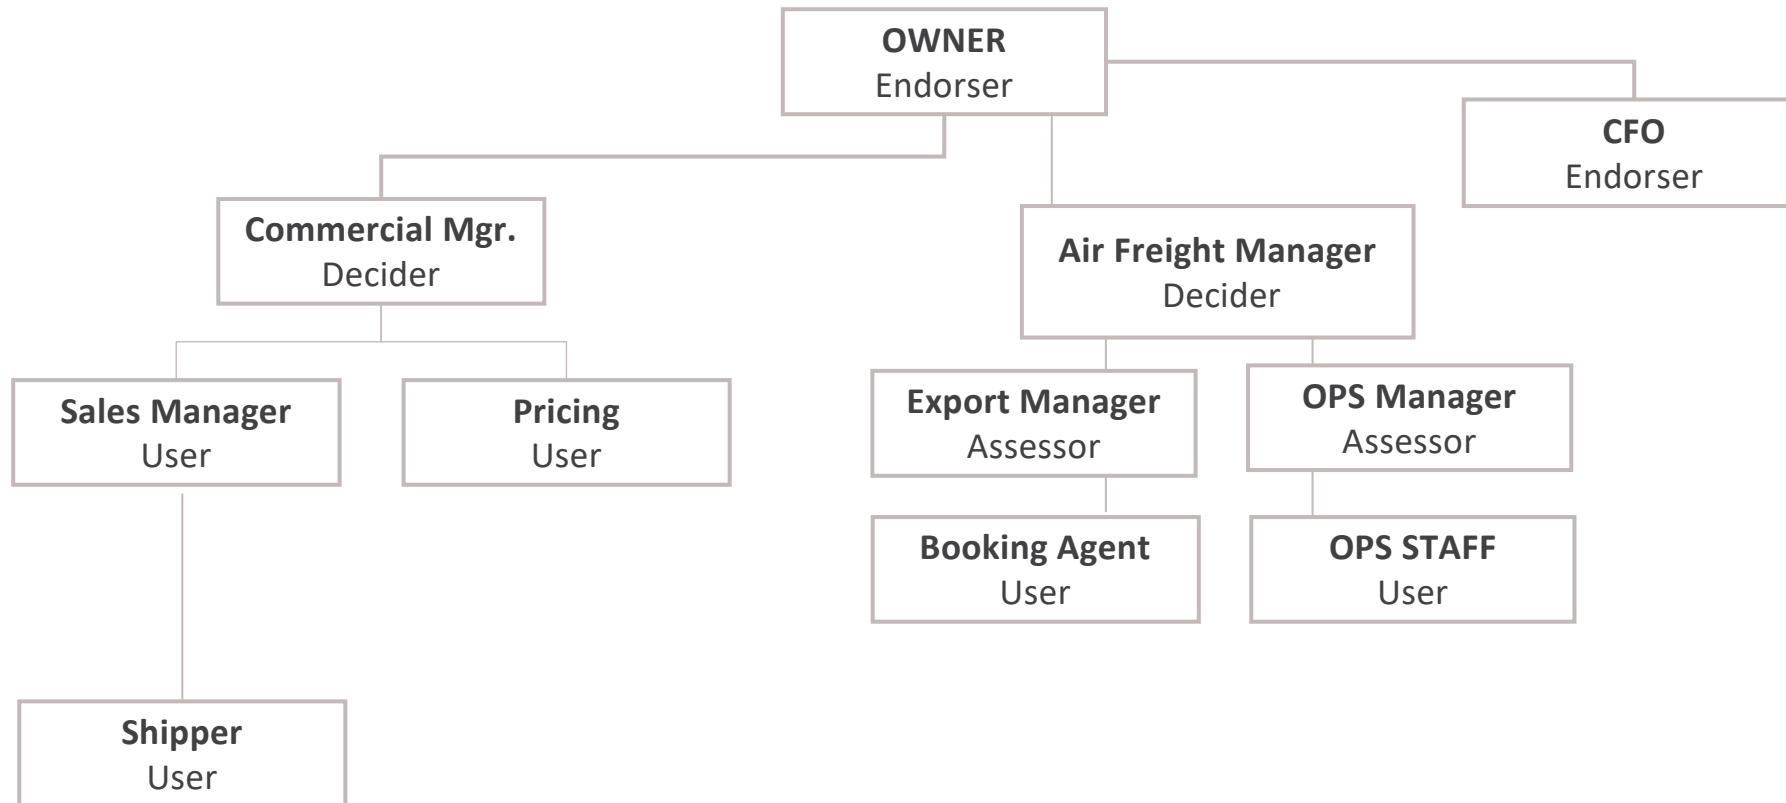 OWNER
Endorser
CFO
Endorser
Commercial Mgr.
Decider
Air Freight Manager
Decider
Sales Manager
User
Pricing
User
Export Manager
Assessor
OPS Manager
Assessor
Booking Agent
User
OPS STAFF
User
Shipper
User